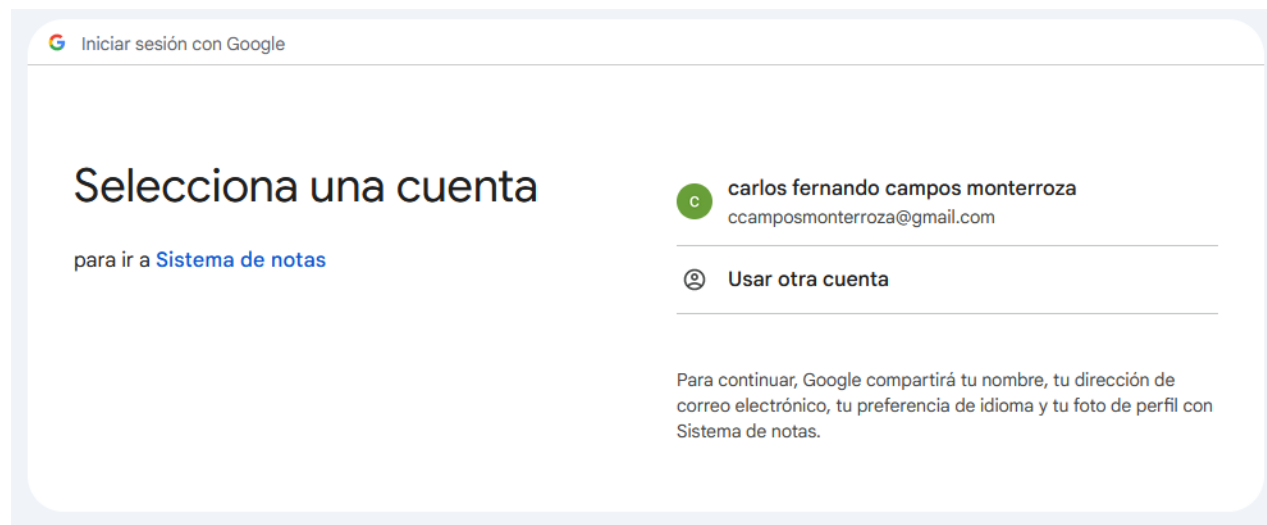 Iniciar sesión con Google
Selecciona una cuenta
para ir a Sistema de notas
c
carlos fernando campos monterroza
ccamposmonterroza@gmail.com
Usar otra cuenta
Para continuar, Google compartirá tu nombre, tu dirección de
correo electrónico, tu preferencia de idioma y tu foto de perfil con
Sistema de notas.